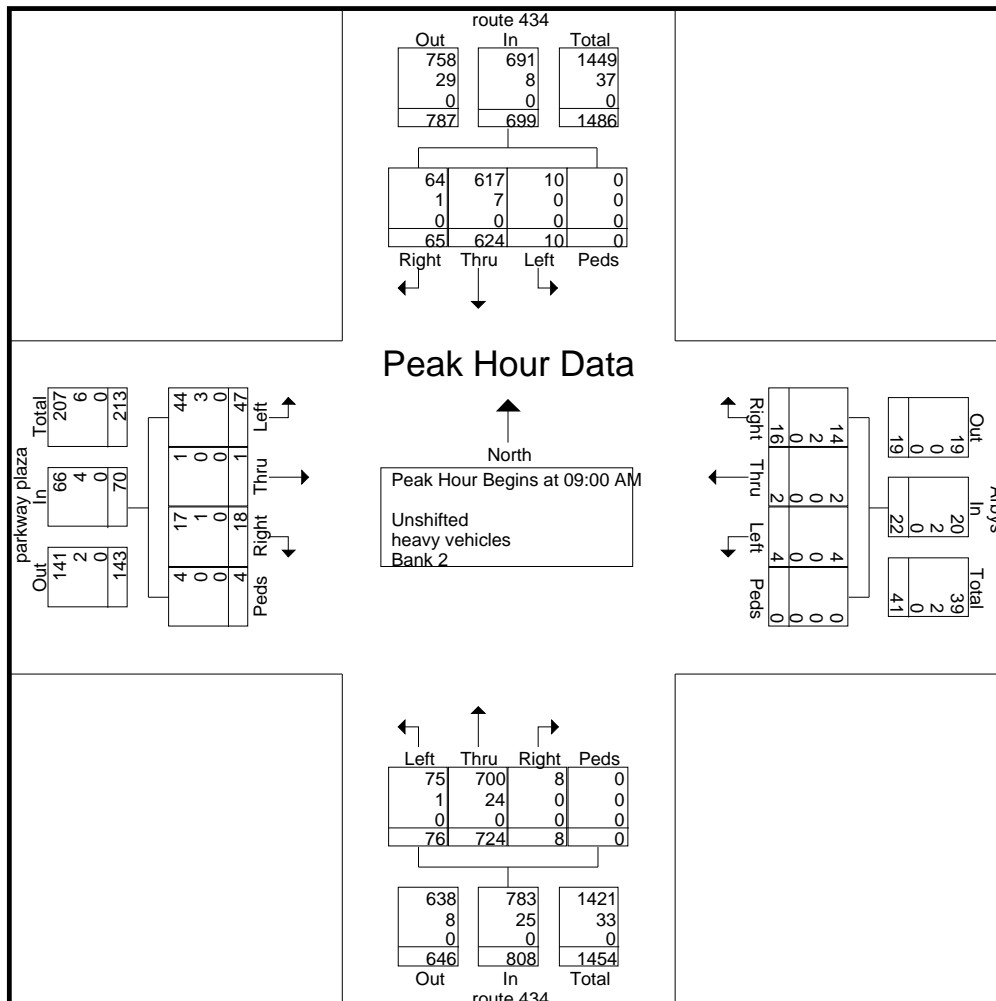 route 434
Out In Total
758 691 1449
29 8 37
0 0 0
787 699 1486
64 617 10 0
1 7 0 0
0 0 0 0
65 624 10 0
Right Thru Left Peds
Peak Hour Data
North
Peak Hour Begins at 09:00 AM
Unshifted
heavy vehicles
Bank 2
parkway plaza
Out In Total
141 66 207
2 4 6
0 0 0
143 70 213
Peds Right Thru Left
4 17 1 44
0 1 0 3
0 0 0 0
4 18 1 47
Arbys
Out In Total
19 20 39
0 2 2
0 0 0
19 22 41
14 2 4 0
2 0 0 0
0 0 0 0
16 2 4 0
Right Thru Left Peds
Left Thru Right Peds
75 700 8 0
1 24 0 0
0 0 0 0
76 724 8 0
638 783 1421
8 25 33
0 0 0
646 808 1454
Out In Total
route 434